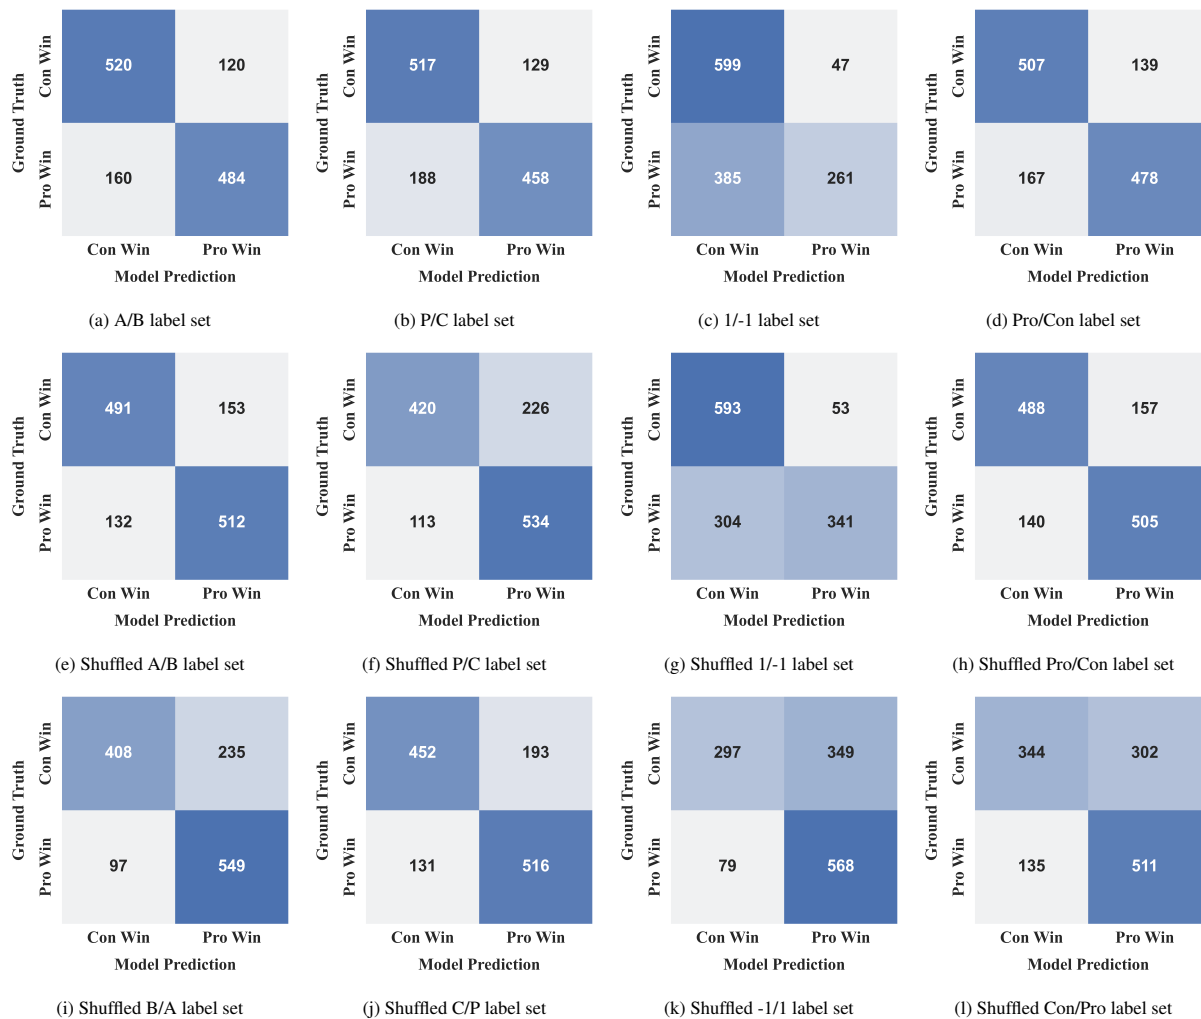 Ground Truth
Con Win
Pro Win
520 120
160 484
Con Win Pro Win
Model Prediction
(a) A/B label set
Ground Truth
Con Win
Pro Win
517 129
188 458
Con Win Pro Win
Model Prediction
(b) P/C label set
Ground Truth
Con Win
Pro Win
599 47
385 261
Con Win Pro Win
Model Prediction
(c) 1/-1 label set
Ground Truth
Con Win
Pro Win
507 139
167 478
Con Win Pro Win
Model Prediction
(d) Pro/Con label set
Ground Truth
Con Win
Pro Win
491 153
132 512
Con Win Pro Win
Model Prediction
(e) Shuffled A/B label set
Ground Truth
Con Win
Pro Win
420 226
113 534
Con Win Pro Win
Model Prediction
(f) Shuffled P/C label set
Ground Truth
Con Win
Pro Win
593 53
304 341
Con Win Pro Win
Model Prediction
(g) Shuffled 1/-1 label set
Ground Truth
Con Win
Pro Win
488 157
140 505
Con Win Pro Win
Model Prediction
(h) Shuffled Pro/Con label set
Ground Truth
Con Win
Pro Win
408 235
97 549
Con Win Pro Win
Model Prediction
(i) Shuffled B/A label set
Ground Truth
Con Win
Pro Win
452 193
131 516
Con Win Pro Win
Model Prediction
(j) Shuffled C/P label set
Ground Truth
Con Win
Pro Win
297 349
79 568
Con Win Pro Win
Model Prediction
(k) Shuffled -1/1 label set
Ground Truth
Con Win
Pro Win
344 302
135 511
Con Win Pro Win
Model Prediction
(l) Shuffled Con/Pro label set